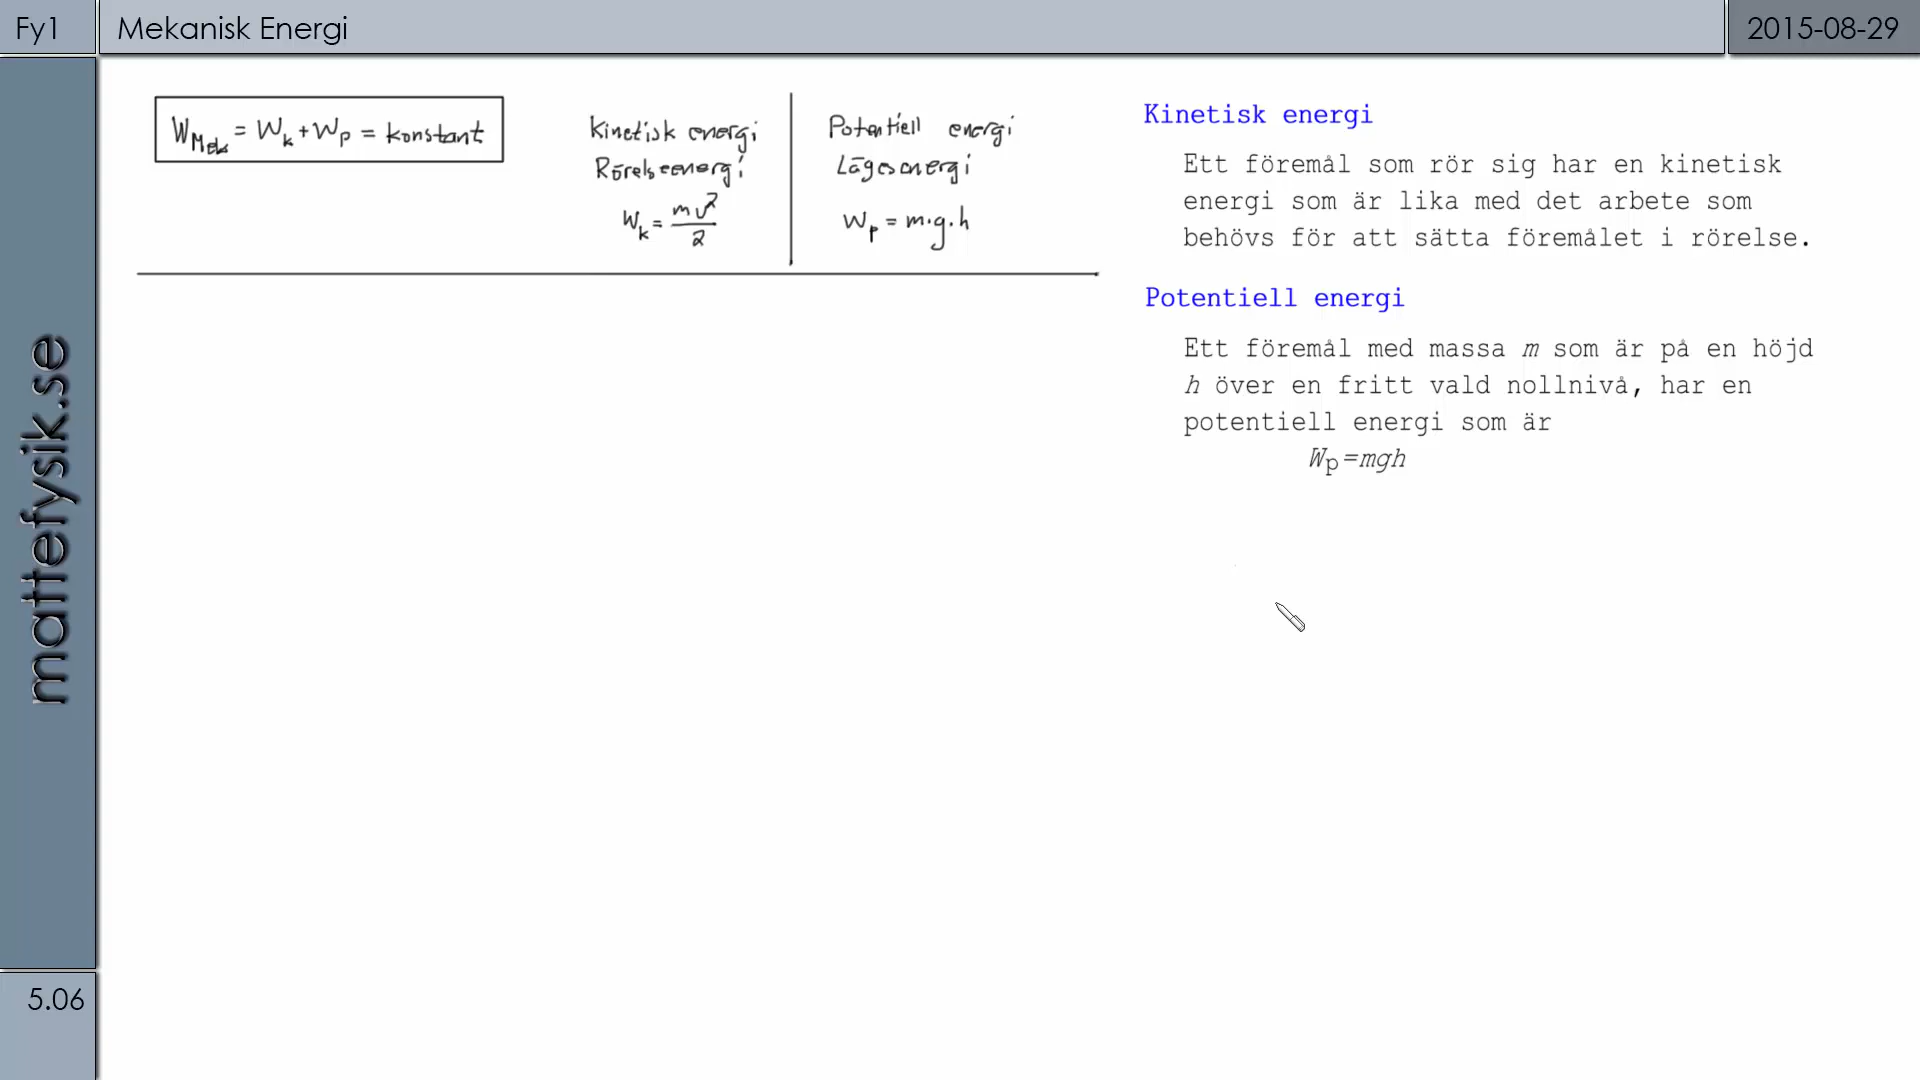 Fy1
Mekanisk Energi
2015-08-29
W_Mek = W_k + W_p = konstant
Kinetisk energi
Rörelseenergi
W_k = mv²/2
Potentiell energi
Lägesenergi
W_p = m·g·h
Kinetisk energi
Ett föremål som rör sig har en kinetisk
energi som är lika med det arbete som
behövs för att sätta föremålet i rörelse.
Potentiell energi
Ett föremål med massa m som är på en höjd
h över en fritt vald nollnivå, har en
potentiell energi som är
Wp=mgh
mattefysik.se
5.06